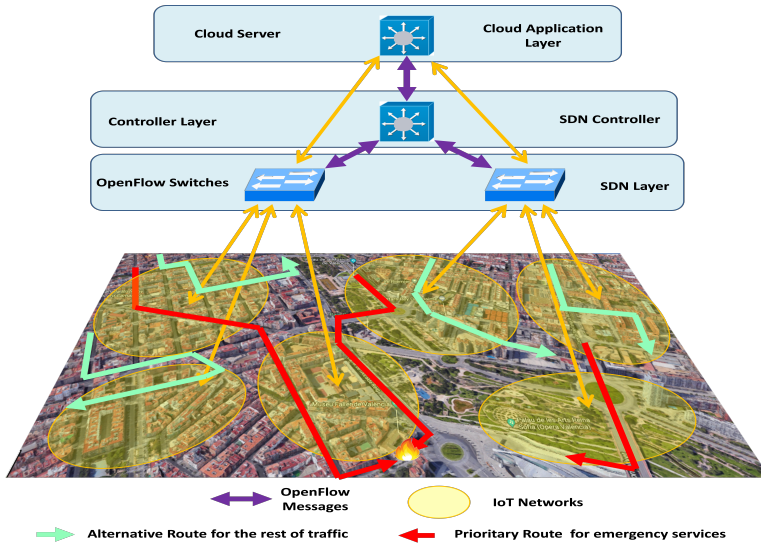 Cloud Server
Cloud Application
Layer
Controller Layer
SDN Controller
OpenFlow Switches
SDN Layer
OpenFlow
Messages
IoT Networks
Alternative Route for the rest of traffic
Prioritary Route for emergency services